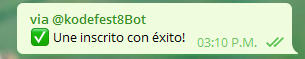 via @kodefest8Bot
✅ Une inscrito con éxito!
03:10 P.M.